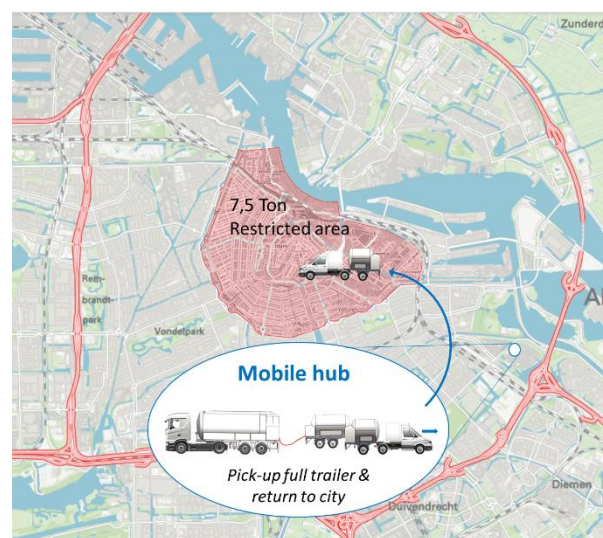 Zunderd
7,5 Ton
Restricted area
Rem-
brandt-
park
Vondelpark
A
Mobile hub
Pick-up full trailer &
return to city
Duivendrecht
Diemen